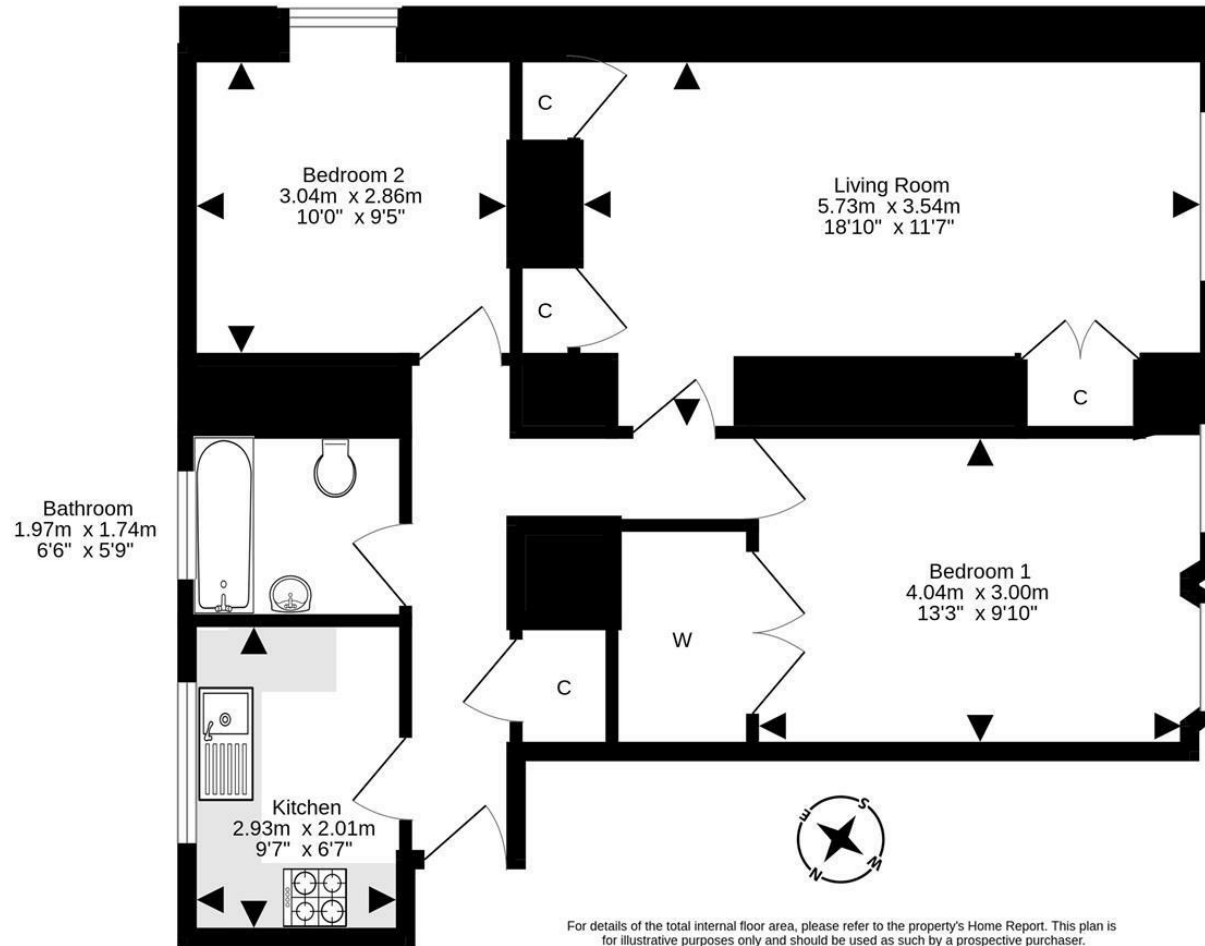 C
Bedroom 2
3.04m x 2.86m
10'0" x 9'5"
Living Room
5.73m x 3.54m
18'10" x 11'7"
C
C
Bathroom
1.97m x 1.74m
6'6" x 5'9"
Bedroom 1
4.04m x 3.00m
13'3" x 9'10"
W
C
Kitchen
2.93m x 2.01m
9'7" x 6'7"
S
E
W
N
For details of the total internal floor area, please refer to the property's Home Report. This plan is
for illustrative purposes only and should be used as such by a prospective purchaser.